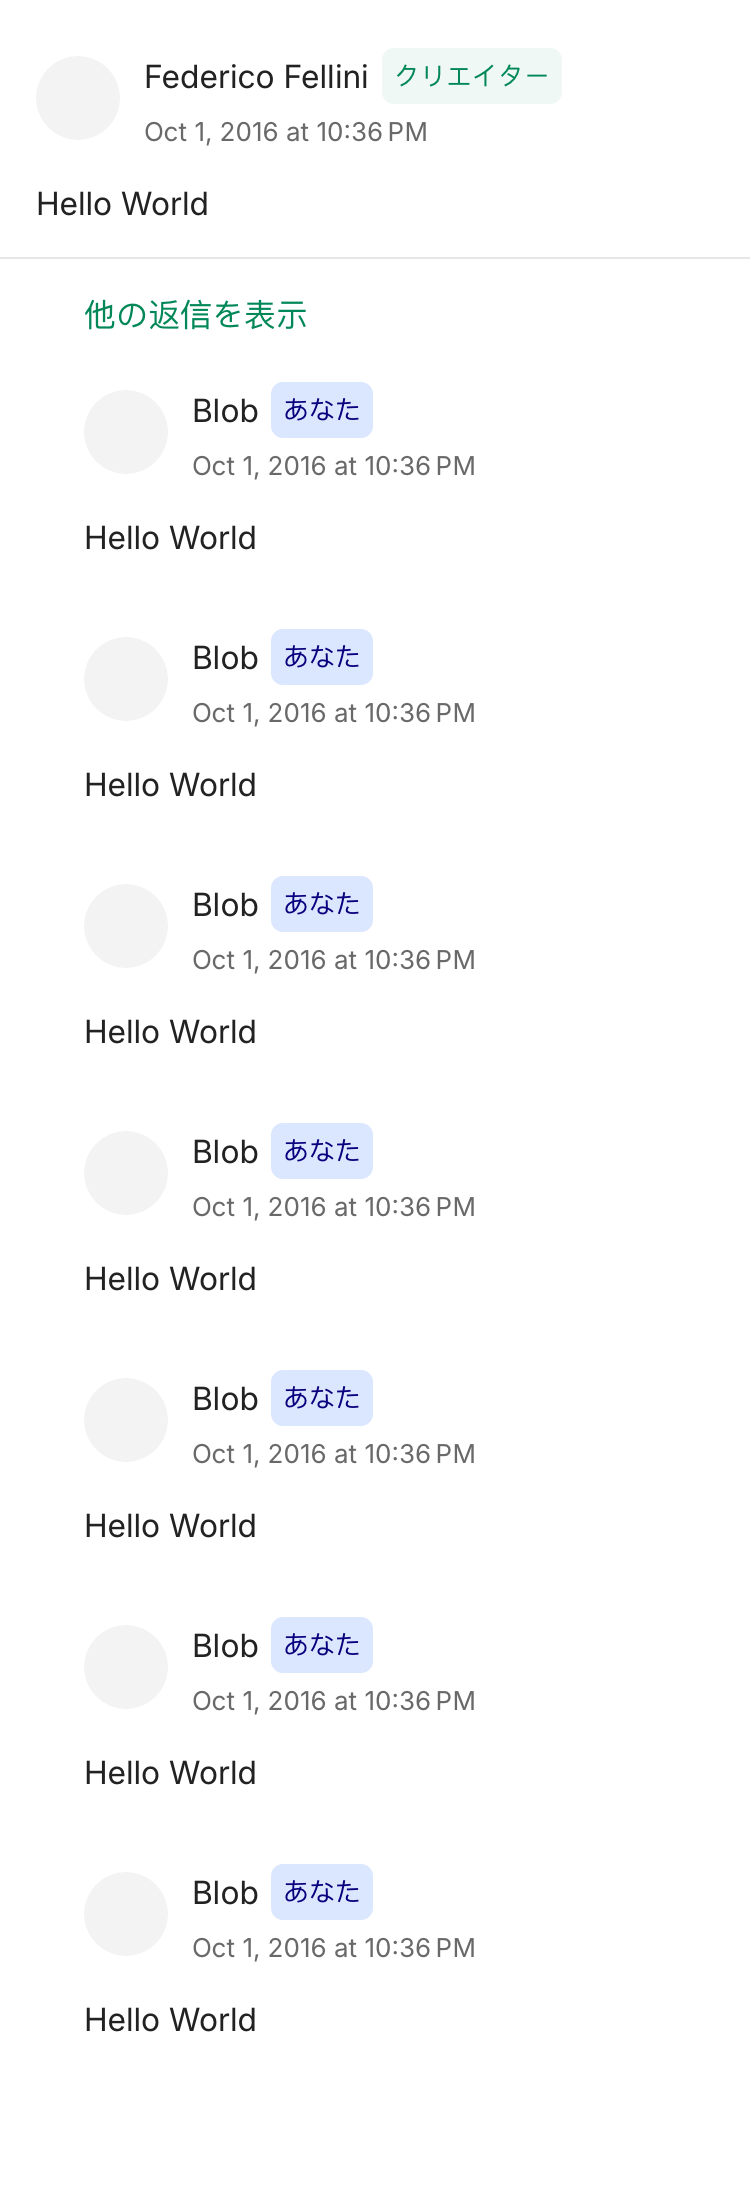 Federico Fellini クリエイター
Oct 1, 2016 at 10:36 PM
Hello World
他の返信を表示
Blob あなた
Oct 1, 2016 at 10:36 PM
Hello World
Blob あなた
Oct 1, 2016 at 10:36 PM
Hello World
Blob あなた
Oct 1, 2016 at 10:36 PM
Hello World
Blob あなた
Oct 1, 2016 at 10:36 PM
Hello World
Blob あなた
Oct 1, 2016 at 10:36 PM
Hello World
Blob あなた
Oct 1, 2016 at 10:36 PM
Hello World
Blob あなた
Oct 1, 2016 at 10:36 PM
Hello World